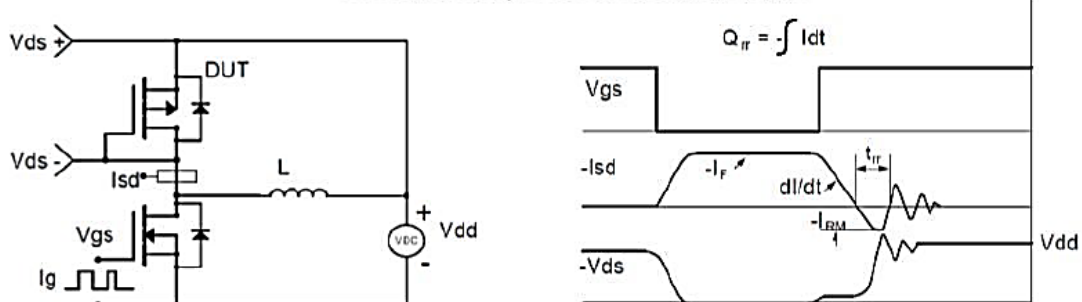 Vds +
DUT
Vds -
Isd
L
Vgs
Ig
VDC
+
Vdd
-
Qrr = -∫ Idt
Vgs
-Isd
-IF
dI/dt
trr
-IRM
Vdd
-Vds